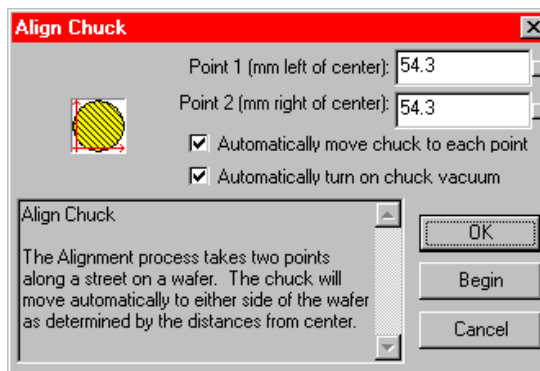 Align Chuck
Point 1 (mm left of center): 54.3
Point 2 (mm right of center): 54.3
Automatically move chuck to each point
Automatically turn on chuck vacuum
Align Chuck
The Alignment process takes two points
along a street on a wafer. The chuck will
move automatically to either side of the wafer
as determined by the distances from center.
OK
Begin
Cancel